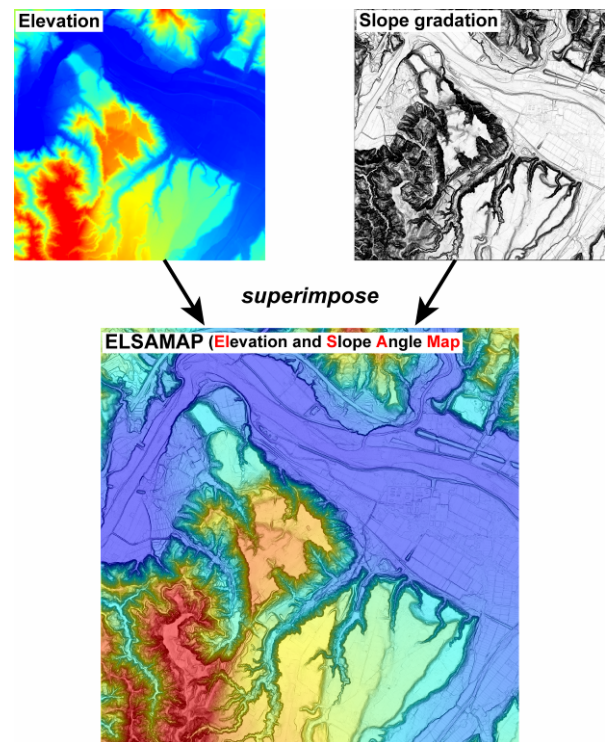 Elevation
Slope gradation
superimpose
ELSAMAP (Elevation and Slope Angle Map